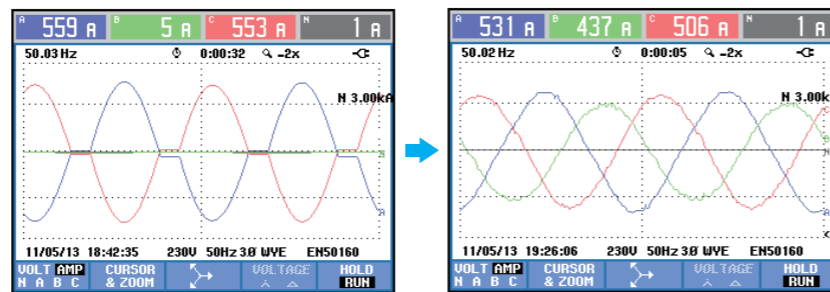 A 559 A B 5 A C 553 A N 1 A
50.03 Hz 0:00:32 -2x
N 3.00kA
N
A
11/05/13 18:42:35 230V 50Hz 3Ø WYE EN50160
VOLT AMP CURSOR VOLTAGE HOLD
N A B C & ZOOM RUN
A 531 A B 437 A C 506 A N 1 A
50.02 Hz 0:00:05 -2x
N 3.00k
C
B
N
A
11/05/13 19:26:06 230V 50Hz 3Ø WYE EN50160
VOLT AMP CURSOR VOLTAGE HOLD
N A B C & ZOOM RUN